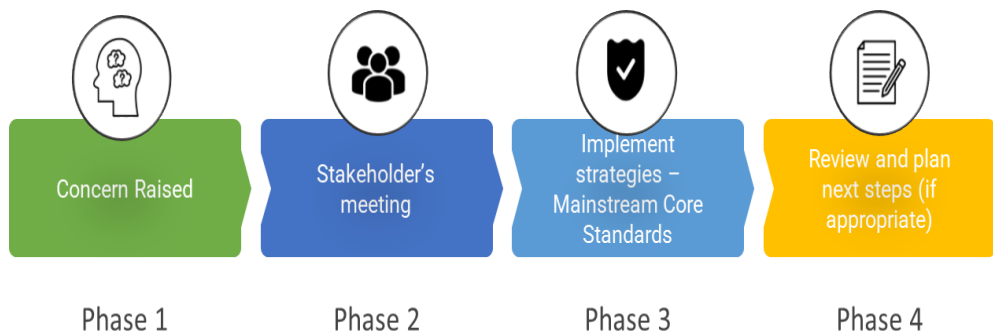 Concern Raised
Stakeholder’s
meeting
Implement
strategies –
Mainstream Core
Standards
Review and plan
next steps (if
appropriate)
Phase 1
Phase 2
Phase 3
Phase 4